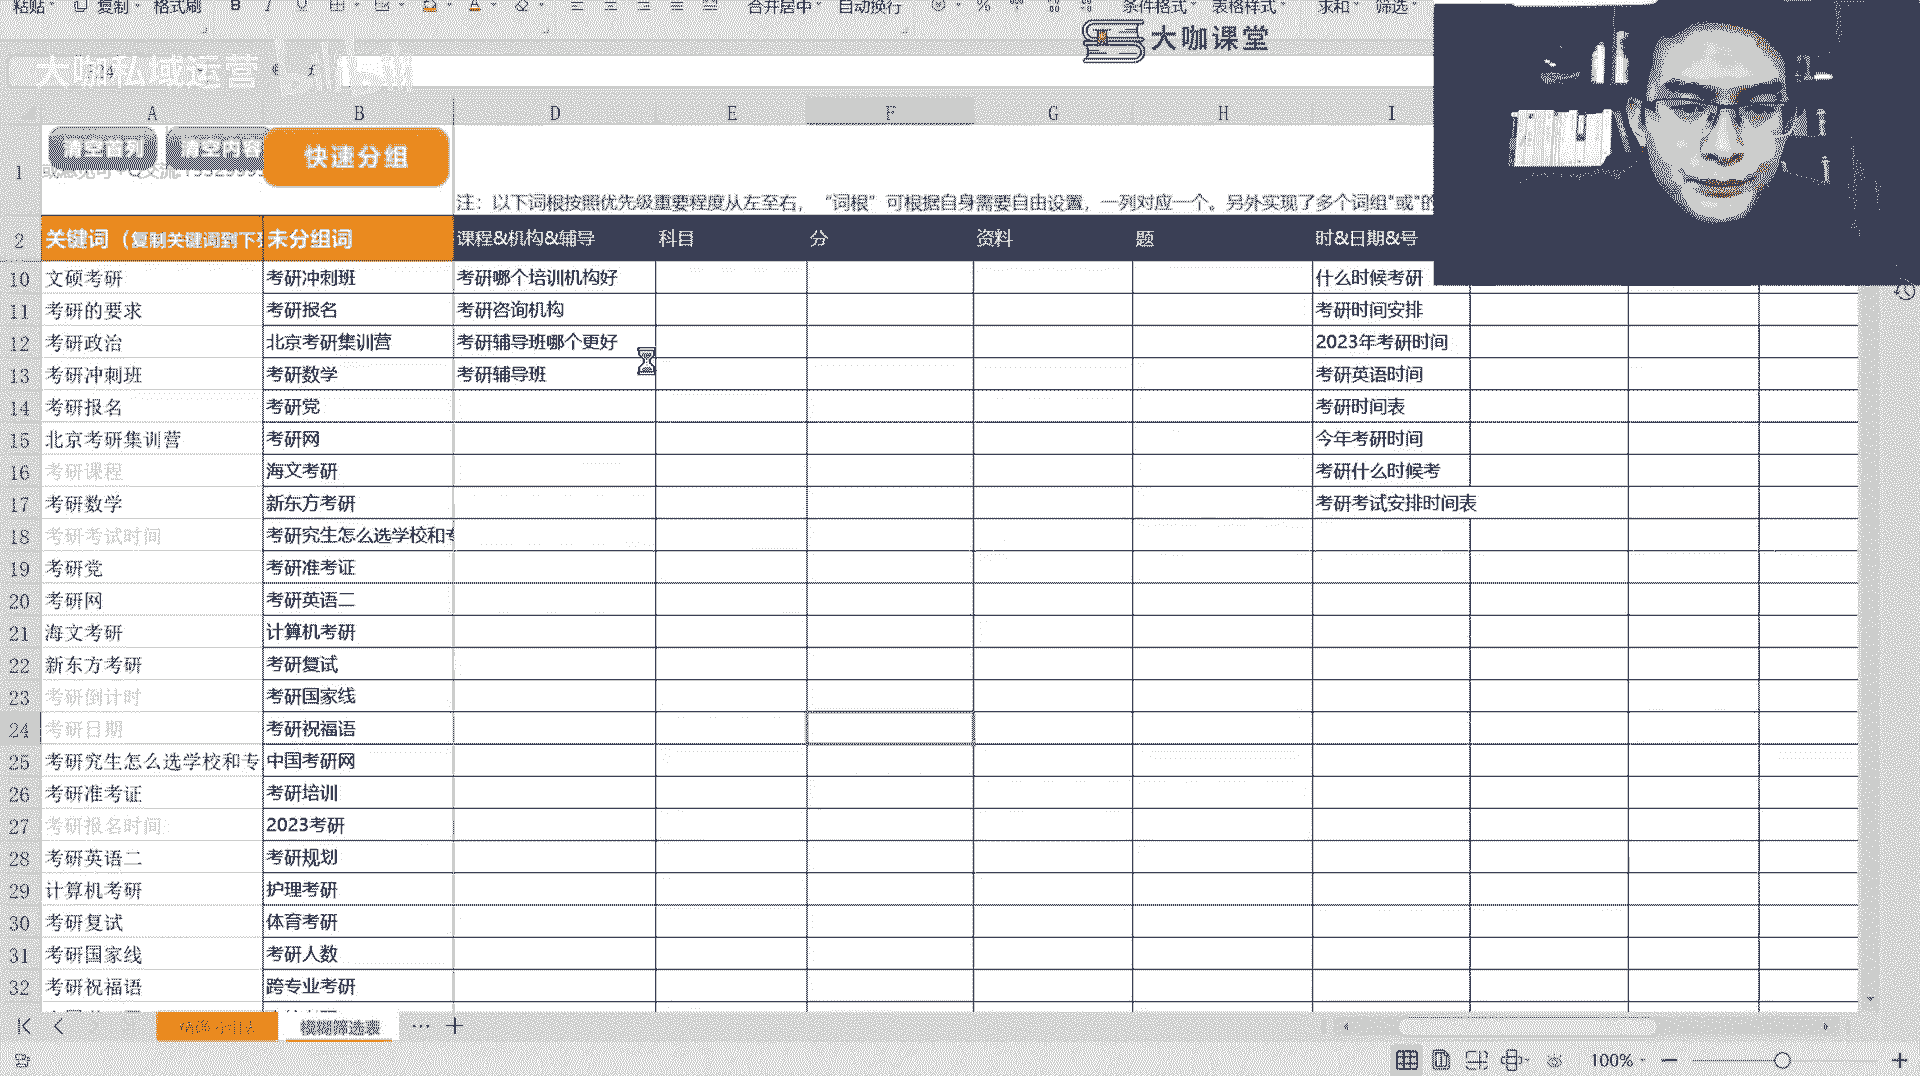 粘贴 复制 格式刷 B I U A 合并居中 自动换行 % 条件格式 表格样式 求和 筛选
大咖课堂
大咖私域运营
A B D E F G H I
清空首列 清空内容 快速分组
1
注：以下词根按照优先级重要程度从左至右，“词根”可根据自身需要自由设置，一列对应一个。另外实现了多个词组"或"的
2 关键词（复制关键词到下 未分组词 课程&机构&辅导 科目 分 资料 题 时&日期&号
10 文硕考研 考研冲刺班 考研哪个培训机构好 什么时候考研
11 考研的要求 考研报名 考研咨询机构 考研时间安排
12 考研政治 北京考研集训营 考研辅导班哪个更好 2023年考研时间
13 考研冲刺班 考研数学 考研辅导班 考研英语时间
14 考研报名 考研党 考研时间表
15 北京考研集训营 考研网 今年考研时间
16 考研课程 海文考研 考研什么时候考
17 考研数学 新东方考研 考研考试安排时间表
18 考研考试时间 考研究生怎么选学校和专
19 考研党 考研准考证
20 考研网 考研英语二
21 海文考研 计算机考研
22 新东方考研 考研复试
23 考研倒计时 考研国家线
24 考研日期 考研祝福语
25 考研究生怎么选学校和专 中国考研网
26 考研准考证 考研培训
27 考研报名时间 2023考研
28 考研英语二 考研规划
29 计算机考研 护理考研
30 考研复试 体育考研
31 考研国家线 考研人数
32 考研祝福语 跨专业考研
模糊筛选表 ··· +
100% − +